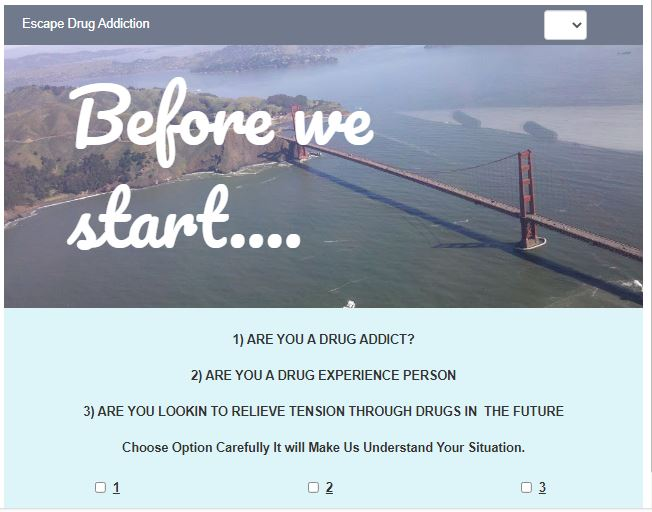 Escape Drug Addiction
Before we
start....
1) ARE YOU A DRUG ADDICT?
2) ARE YOU A DRUG EXPERIENCE PERSON
3) ARE YOU LOOKIN TO RELIEVE TENSION THROUGH DRUGS IN  THE FUTURE
Choose Option Carefully It will Make Us Understand Your Situation.
1 2 3